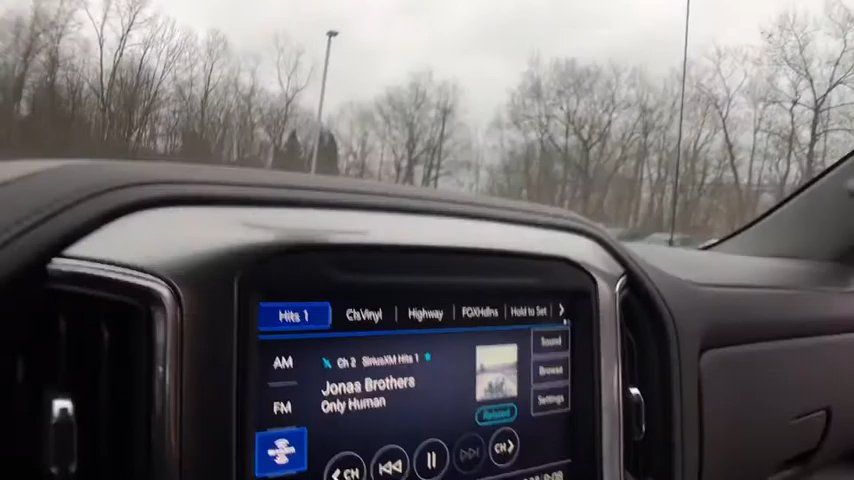 Hits 1 ClsVinyl Highway FOXHdlns Hold to Set
AM
FM
Ch 2 SiriusXM Hits 1
Jonas Brothers
Only Human
Related
Sound
Browse
Settings
CH
CH